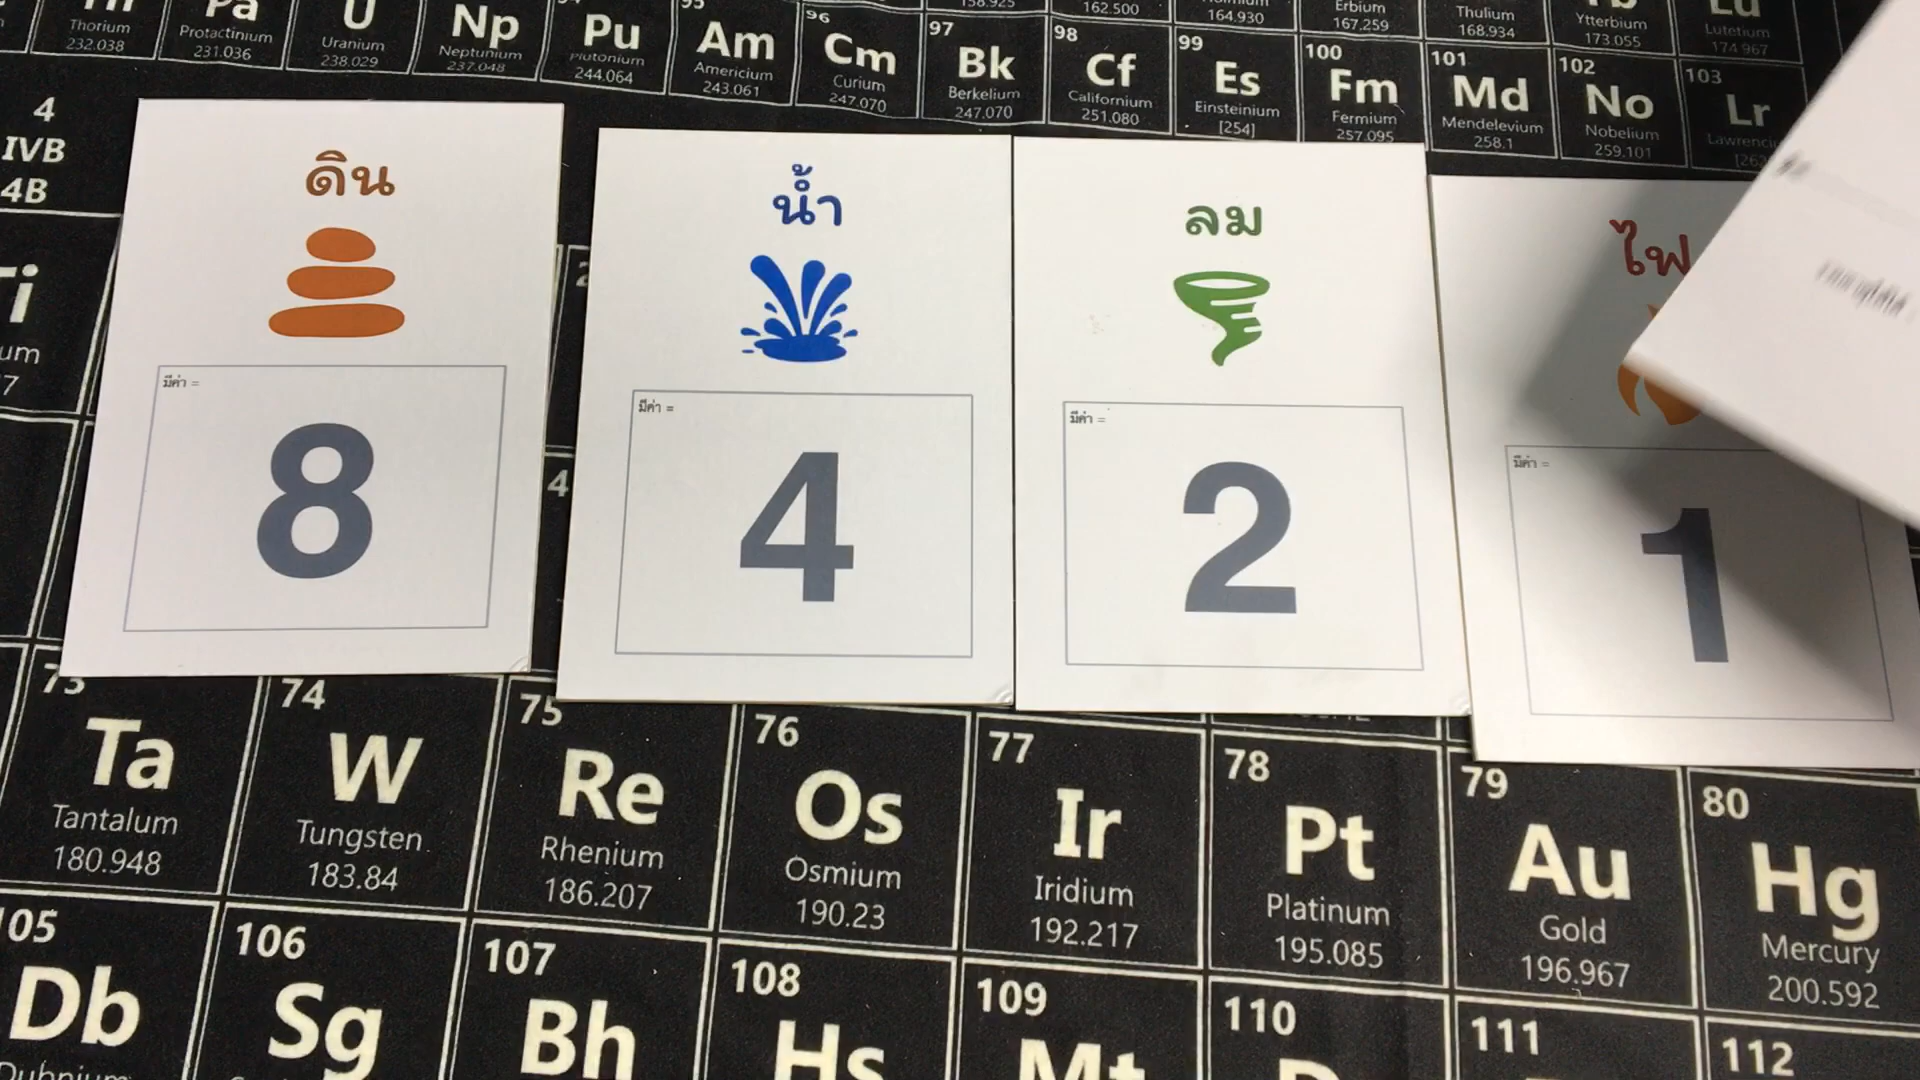 Thorium
232.038
Pa
Protactinium
231.036
U
Uranium
238.029
Np
Neptunium
237.048
Pu
Plutonium
244.064
95
Am
Americium
243.061
96
Cm
Curium
247.070
97
Bk
Berkelium
247.070
98
Cf
Californium
251.080
99
Es
Einsteinium
[254]
100
Fm
Fermium
257.095
101
Md
Mendelevium
258.1
102
No
Nobelium
259.101
103
Lr
158.925
162.500
164.930
Erbium
167.259
Thulium
168.934
Ytterbium
173.055
Lu
Lutetium
174.967
4
IVB
4B
ดิน
มีค่า =
8
น้ำ
มีค่า =
4
ลม
มีค่า =
2
ไฟ
มีค่า =
1
73
Ta
Tantalum
180.948
74
W
Tungsten
183.84
75
Re
Rhenium
186.207
76
Os
Osmium
190.23
77
Ir
Iridium
192.217
78
Pt
Platinum
195.085
79
Au
Gold
196.967
80
Hg
Mercury
200.592
105
Db
Dubnium
106
Sg
107
Bh
108
Hs
109
Mt
110
111
112